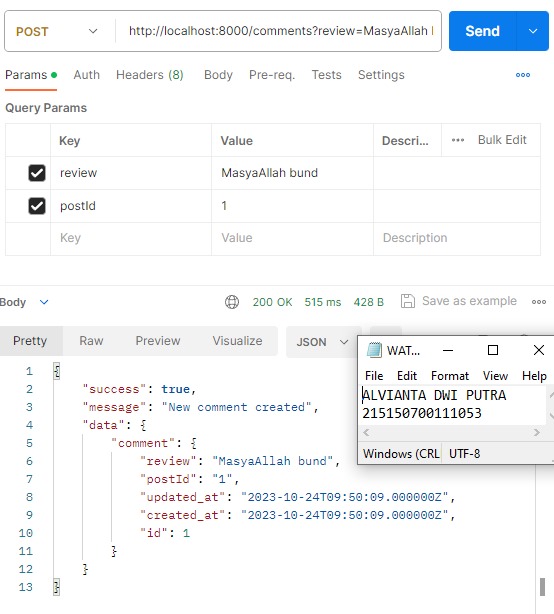 POST http://localhost:8000/comments?review=MasyaAllah Send
Params Auth Headers (8) Body Pre-req. Tests Settings
Query Params
Key Value Descri... Bulk Edit
review MasyaAllah bund
postId 1
Key Value Description
Body 200 OK 515 ms 428 B Save as example
Pretty Raw Preview Visualize JSON
WAT...
File Edit Format View Help
ALVIANTA DWI PUTRA
215150700111053
Windows (CRL UTF-8
1 {
2 "success": true,
3 "message": "New comment created",
4 "data": {
5 "comment": {
6 "review": "MasyaAllah bund",
7 "postId": "1",
8 "updated_at": "2023-10-24T09:50:09.000000Z",
9 "created_at": "2023-10-24T09:50:09.000000Z",
10 "id": 1
11 }
12 }
13 }